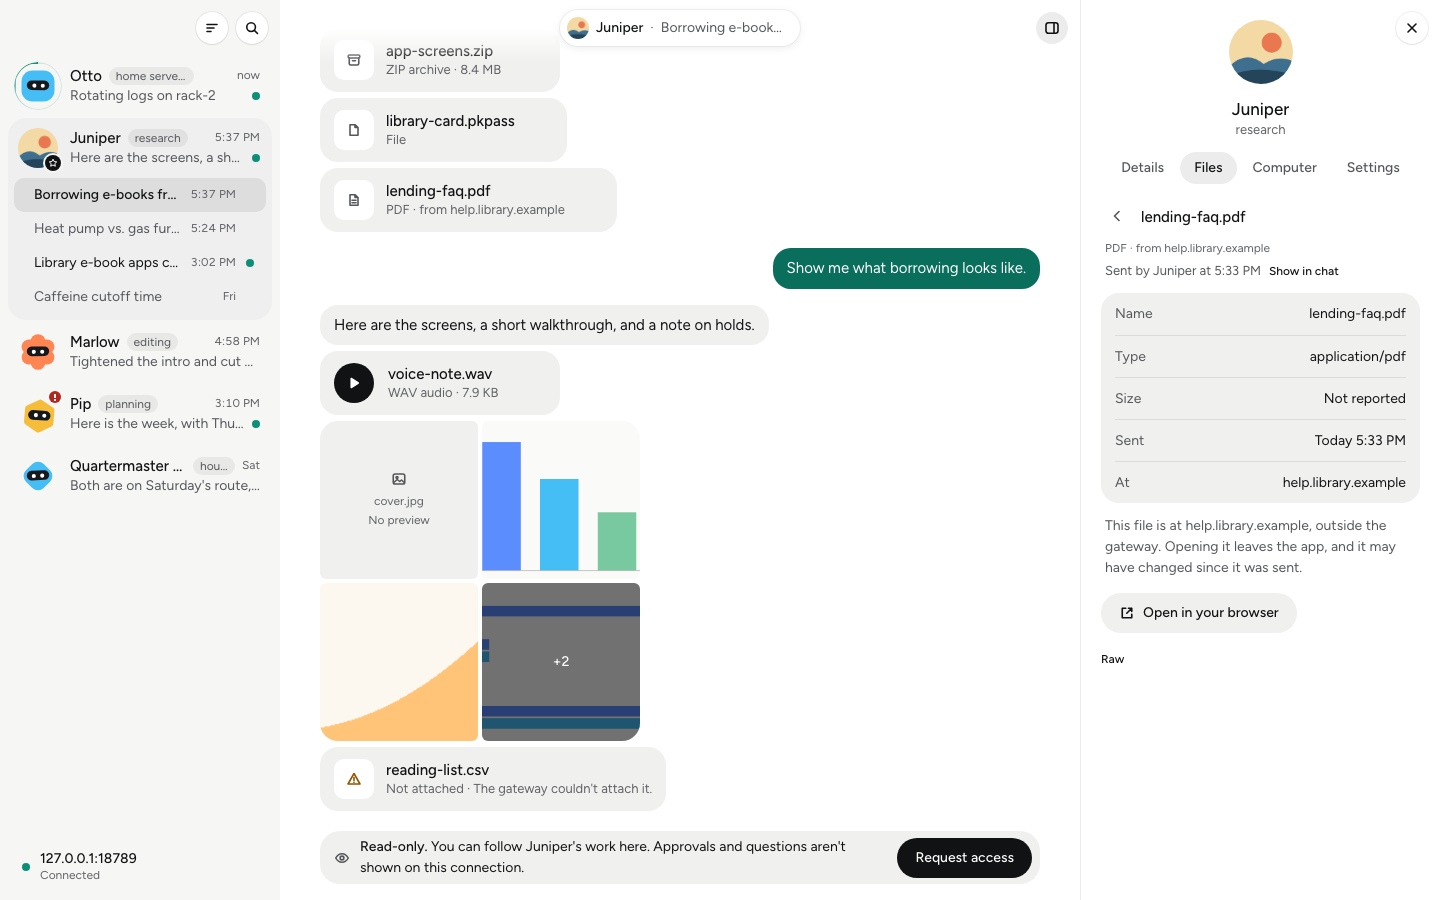 Otto home serve... now
Rotating logs on rack-2
Juniper research 5:37 PM
Here are the screens, a sh...
Borrowing e-books fr... 5:37 PM
Heat pump vs. gas fur... 5:24 PM
Library e-book apps c... 3:02 PM
Caffeine cutoff time Fri
Marlow editing 4:58 PM
Tightened the intro and cut ...
Pip planning 3:10 PM
Here is the week, with Thu...
Quartermaster ... hou... Sat
Both are on Saturday's route,...
127.0.0.1:18789
Connected
Juniper · Borrowing e-book...
app-screens.zip
ZIP archive · 8.4 MB
library-card.pkpass
File
lending-faq.pdf
PDF · from help.library.example
Show me what borrowing looks like.
Here are the screens, a short walkthrough, and a note on holds.
voice-note.wav
WAV audio · 7.9 KB
cover.jpg
No preview
+2
reading-list.csv
Not attached · The gateway couldn't attach it.
Read-only. You can follow Juniper's work here. Approvals and questions aren't
shown on this connection.
Request access
Juniper
research
Details Files Computer Settings
lending-faq.pdf
PDF · from help.library.example
Sent by Juniper at 5:33 PM Show in chat
Name lending-faq.pdf
Type application/pdf
Size Not reported
Sent Today 5:33 PM
At help.library.example
This file is at help.library.example, outside the
gateway. Opening it leaves the app, and it may
have changed since it was sent.
Open in your browser
Raw